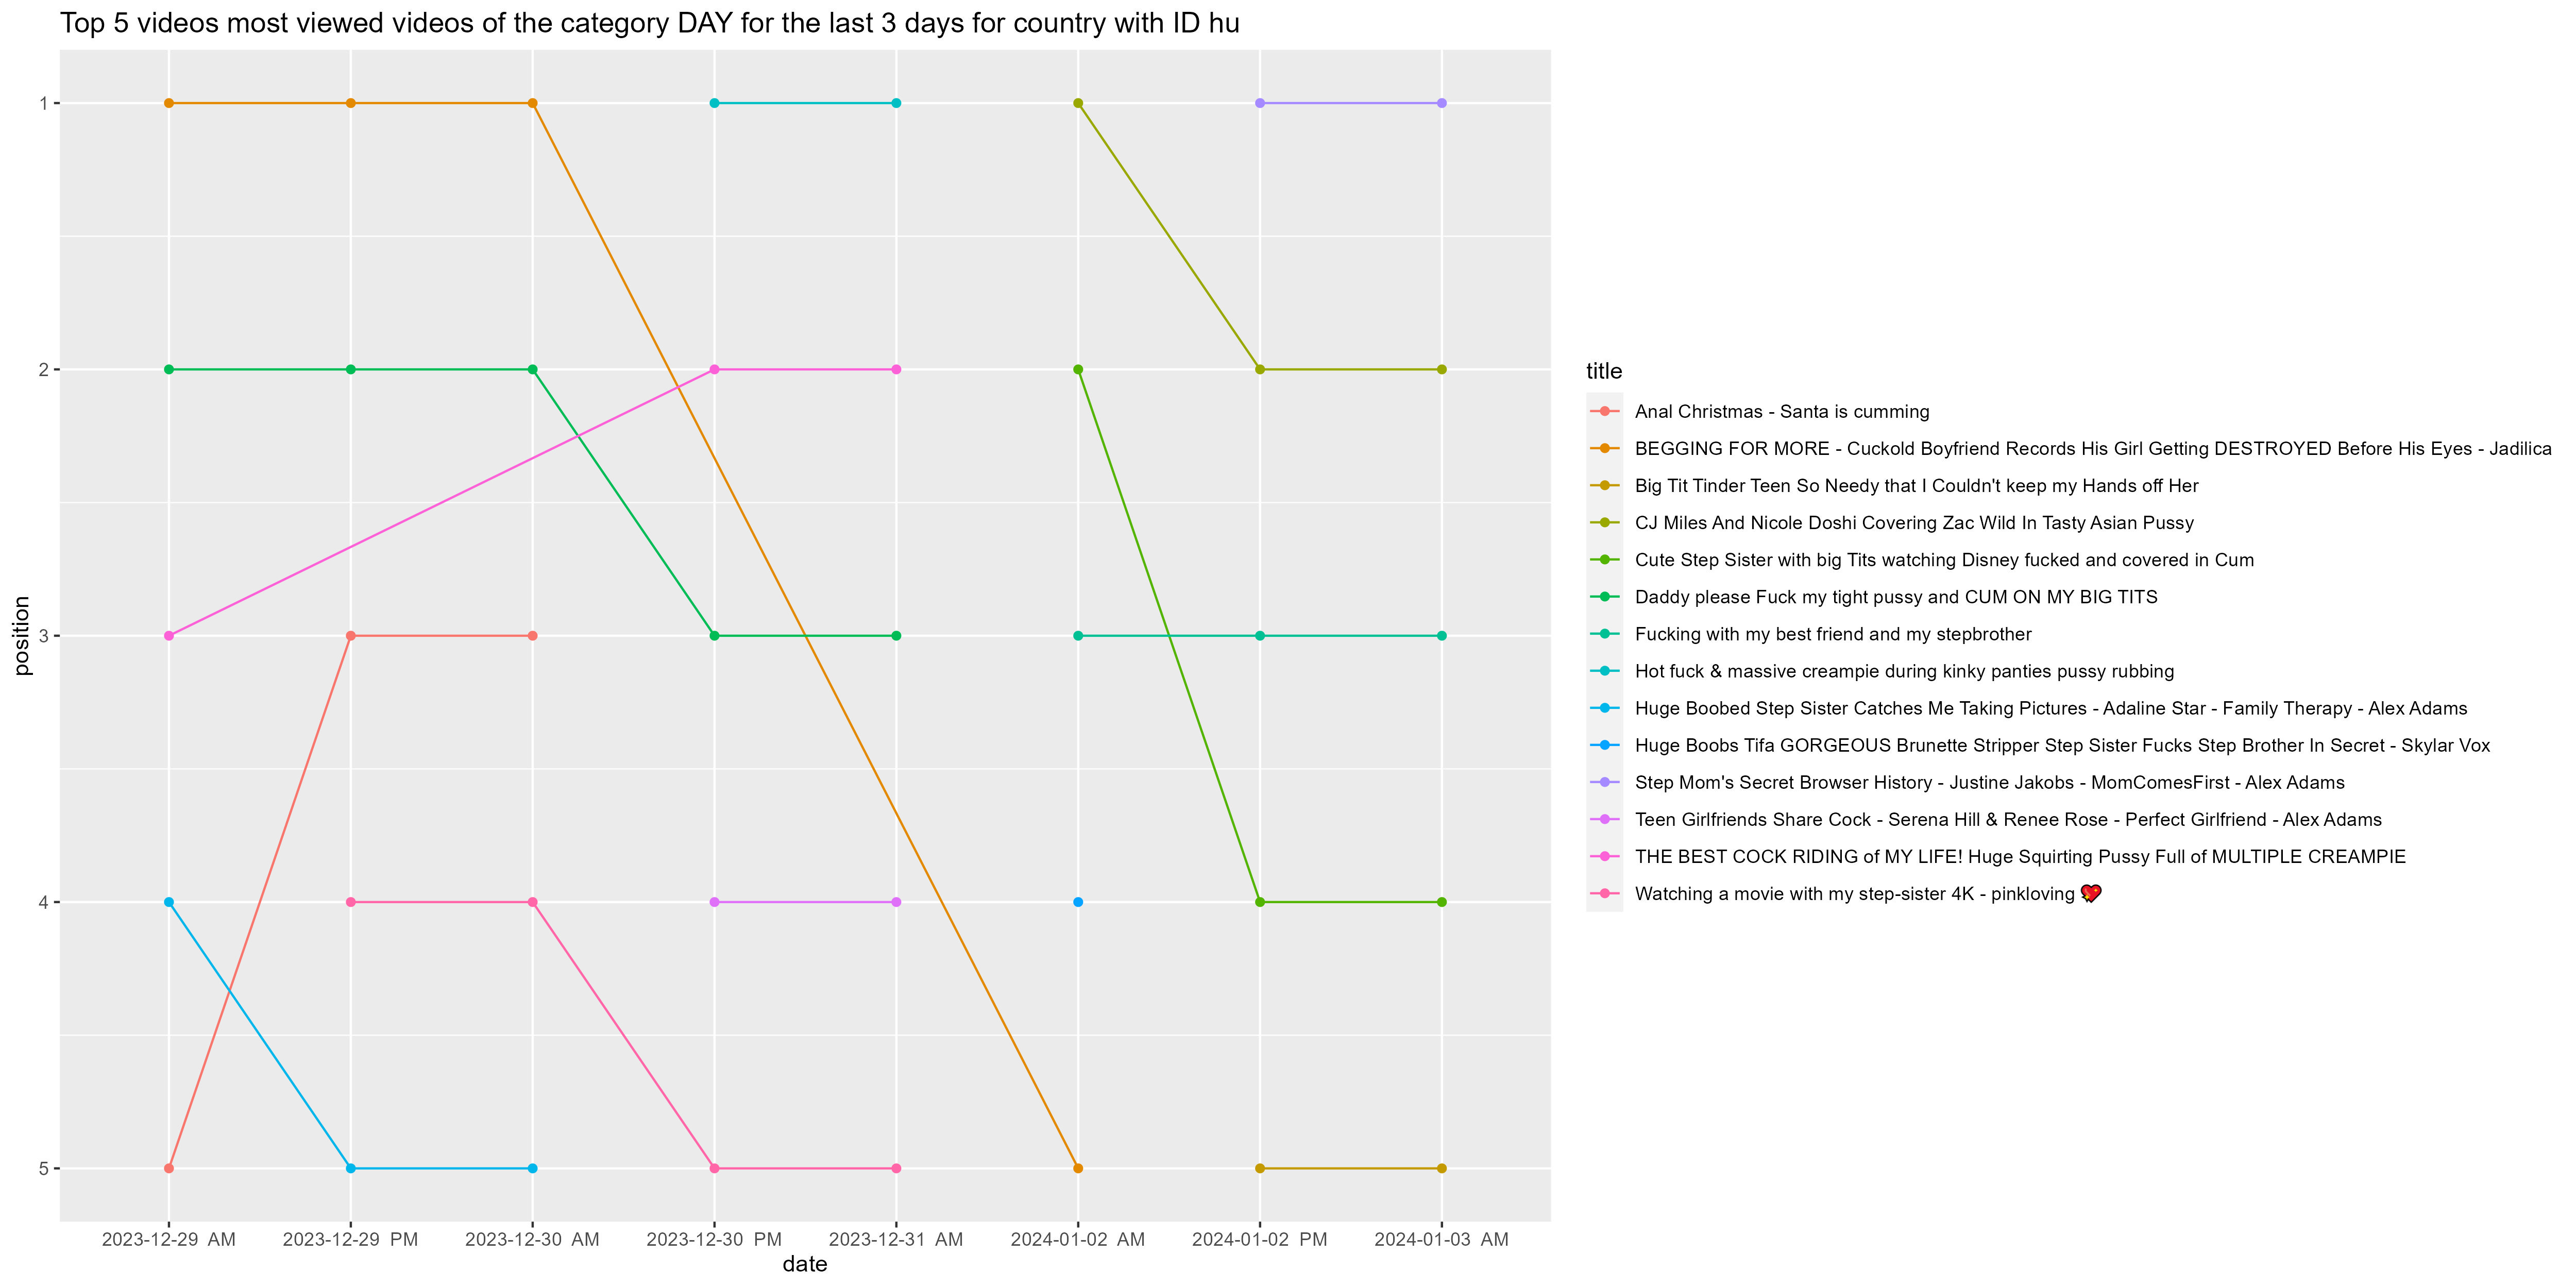 Top 5 videos most viewed videos of the category DAY for the last 3 days for country with ID hu
position
1
2
3
4
5
2023-12-29 AM
2023-12-29 PM
2023-12-30 AM
2023-12-30 PM
2023-12-31 AM
2024-01-02 AM
2024-01-02 PM
2024-01-03 AM
date
title
Anal Christmas - Santa is cumming
BEGGING FOR MORE - Cuckold Boyfriend Records His Girl Getting DESTROYED Before His Eyes - Jadilica
Big Tit Tinder Teen So Needy that I Couldn't keep my Hands off Her
CJ Miles And Nicole Doshi Covering Zac Wild In Tasty Asian Pussy
Cute Step Sister with big Tits watching Disney fucked and covered in Cum
Daddy please Fuck my tight pussy and CUM ON MY BIG TITS
Fucking with my best friend and my stepbrother
Hot fuck & massive creampie during kinky panties pussy rubbing
Huge Boobed Step Sister Catches Me Taking Pictures - Adaline Star - Family Therapy - Alex Adams
Huge Boobs Tifa GORGEOUS Brunette Stripper Step Sister Fucks Step Brother In Secret - Skylar Vox
Step Mom's Secret Browser History - Justine Jakobs - MomComesFirst - Alex Adams
Teen Girlfriends Share Cock - Serena Hill & Renee Rose - Perfect Girlfriend - Alex Adams
THE BEST COCK RIDING of MY LIFE! Huge Squirting Pussy Full of MULTIPLE CREAMPIE
Watching a movie with my step-sister 4K - pinkloving 💖